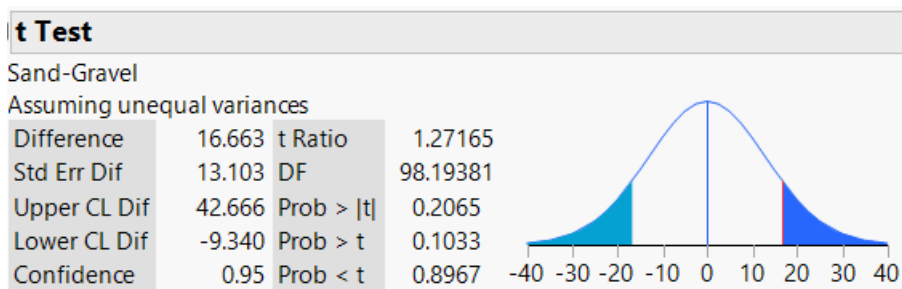 t Test
Sand-Gravel
Assuming unequal variances
Difference 16.663 t Ratio 1.27165
Std Err Dif 13.103 DF 98.19381
Upper CL Dif 42.666 Prob > |t| 0.2065
Lower CL Dif -9.340 Prob > t 0.1033
Confidence 0.95 Prob < t 0.8967
-40 -30 -20 -10 0 10 20 30 40